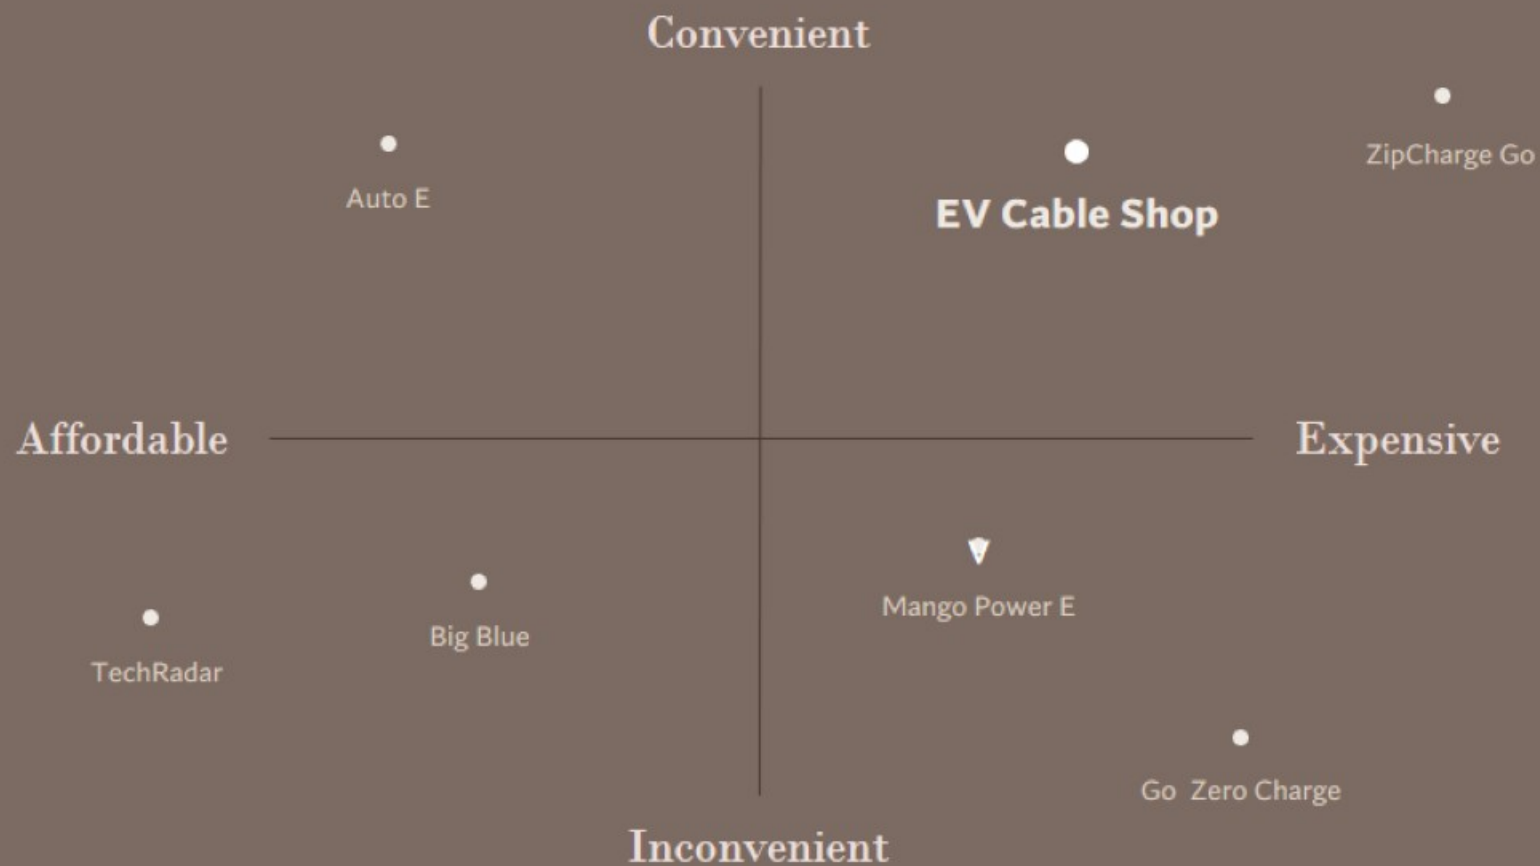 Convenient
ZipCharge Go
Auto E
EV Cable Shop
Affordable
Expensive
Mango Power E
Big Blue
TechRadar
Go  Zero Charge
Inconvenient